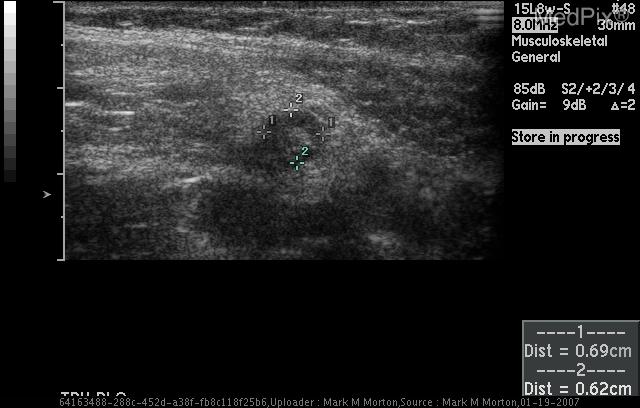 15L8w-S #48
MedPix®
8.0MHz 30mm
Musculoskeletal
General
85dB S2/+2/3/4
Gain= 9dB Δ=2
Store in progress
2
1 1
2
----1----
Dist = 0.69cm
----2----
Dist = 0.62cm
64163488-288c-452d-a38f-fb8c118f25b6,Uploader : Mark M Morton,Source : Mark M Morton,01-19-2007